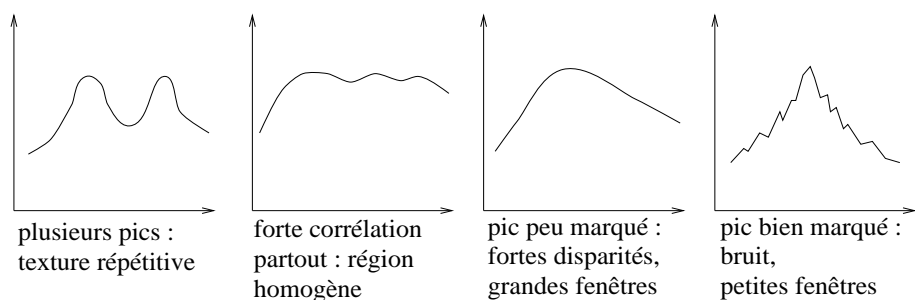 plusieurs pics :
texture répétitive
forte corrélation
partout : région
homogène
pic peu marqué :
fortes disparités,
grandes fenêtres
pic bien marqué :
bruit,
petites fenêtres